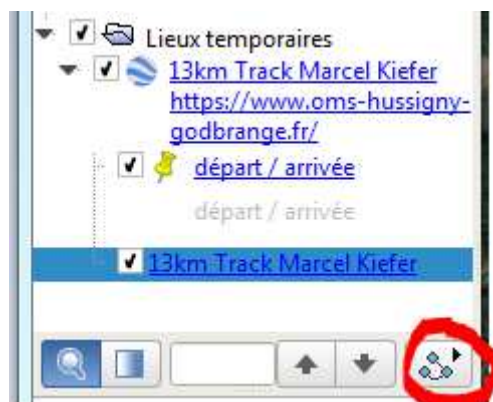 Lieux temporaires
13km Track Marcel Kiefer
https://www.oms-hussigny-
godbrange.fr/
départ / arrivée
départ / arrivée
13km Track Marcel Kiefer